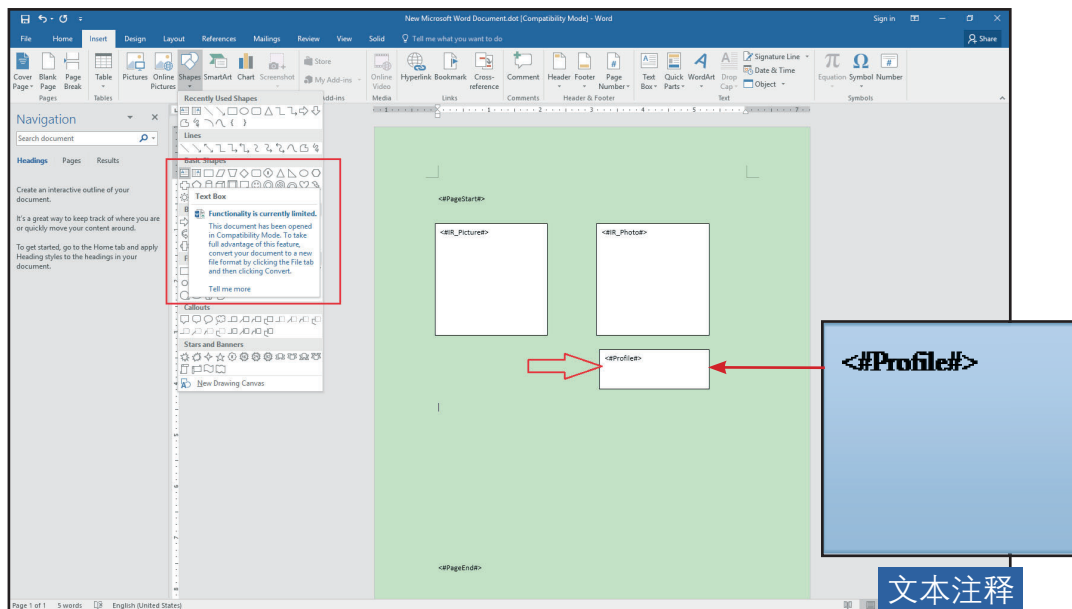 New Microsoft Word Document.dot [Compatibility Mode] - Word
Sign in
File Home Insert Design Layout References Mailings Review View Solid Tell me what you want to do
Share
Cover Page
Blank Page
Page Break
Table
Pictures
Online Pictures
Shapes
SmartArt
Chart
Screenshot
Store
My Add-ins
Online Video
Hyperlink
Bookmark
Cross-reference
Comment
Header
Footer
Page Number
Text Box
Quick Parts
WordArt
Drop Cap
Signature Line
Date & Time
Object
Equation
Symbol
Number
Pages Tables dd-ins Media Links Comments Header & Footer Text Symbols
Navigation
Search document
Headings Pages Results
Create an interactive outline of your
document.
It's a great way to keep track of where you are
or quickly move your content around.
To get started, go to the Home tab and apply
Heading styles to the headings in your
document.
Recently Used Shapes
Lines
Basic Shapes
Text Box
Functionality is currently limited.
This document has been opened
in Compatibility Mode. To take
full advantage of this feature,
convert your document to a new
file format by clicking the File tab
and then clicking Convert.
Tell me more
Callouts
Stars and Banners
New Drawing Canvas
<#PageStart#>
<#IR_Picture#>
<#IR_Photo#>
<#Profile#>
<#Profile#>
<#PageEnd#>
文本注释
Page 1 of 1 5 words English (United States)